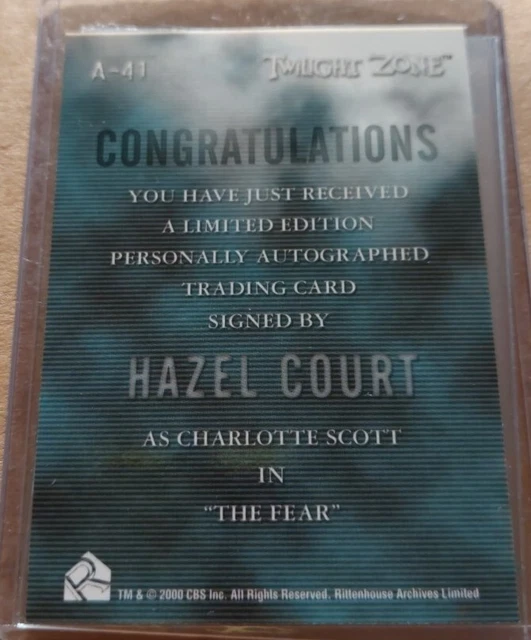 A-41
TWILIGHT ZONE
CONGRATULATIONS
YOU HAVE JUST RECEIVED
A LIMITED EDITION
PERSONALLY AUTOGRAPHED
TRADING CARD
SIGNED BY
HAZEL COURT
AS CHARLOTTE SCOTT
IN
"THE FEAR"
TM & © 2000 CBS Inc. All Rights Reserved. Rittenhouse Archives Limited